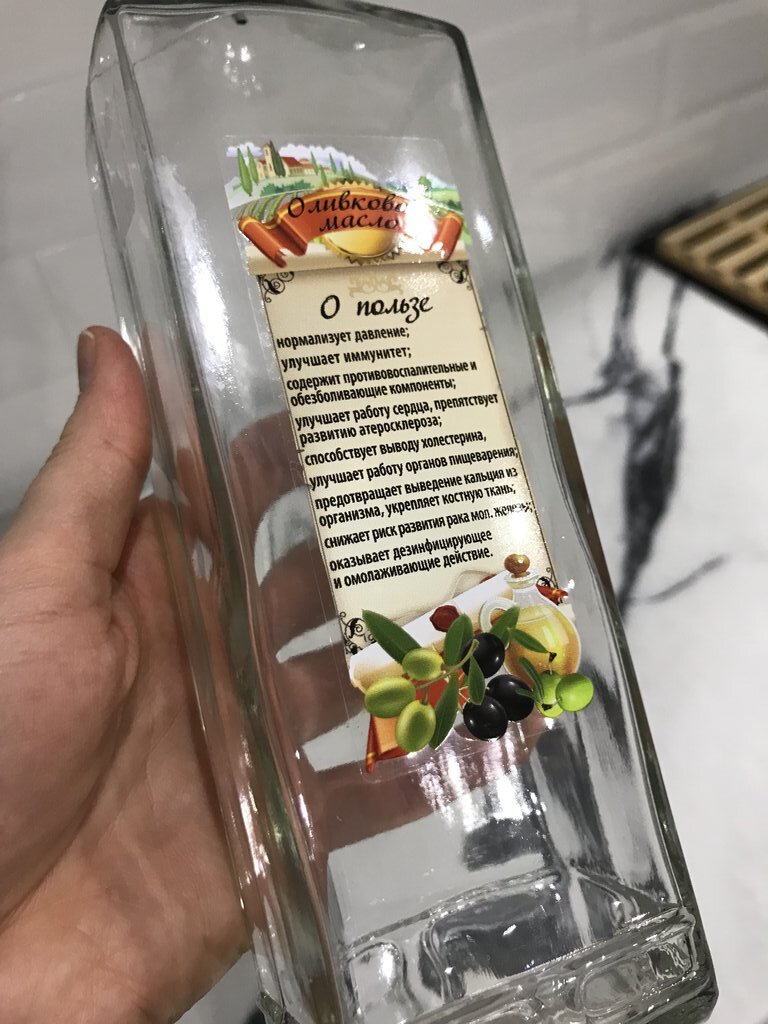 Оливковое
масло
О пользе
нормализует давление;
улучшает иммунитет;
содержит противовоспалительные и
обезболивающие компоненты;
улучшает работу сердца, препятствует
развитию атеросклероза;
способствует выводу холестерина,
улучшает работу органов пищеварения;
предотвращает выведение кальция из
организма, укрепляет костную ткань;
снижает риск развития рака мол. железы;
оказывает дезинфицирующее
и омолаживающие действие.